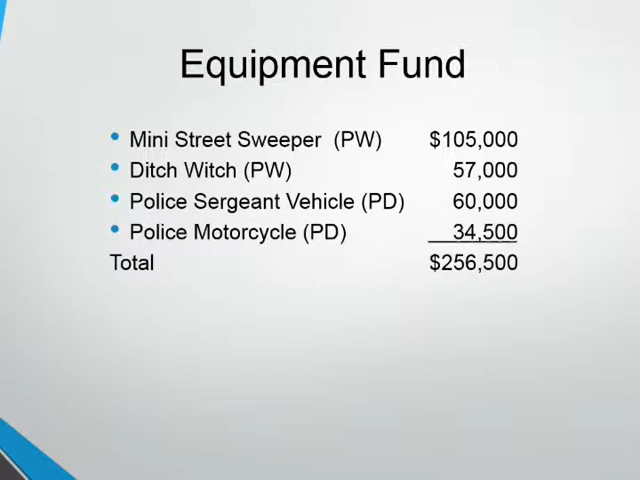 Equipment Fund
• Mini Street Sweeper (PW) $105,000
• Ditch Witch (PW) 57,000
• Police Sergeant Vehicle (PD) 60,000
• Police Motorcycle (PD) 34,500
Total $256,500